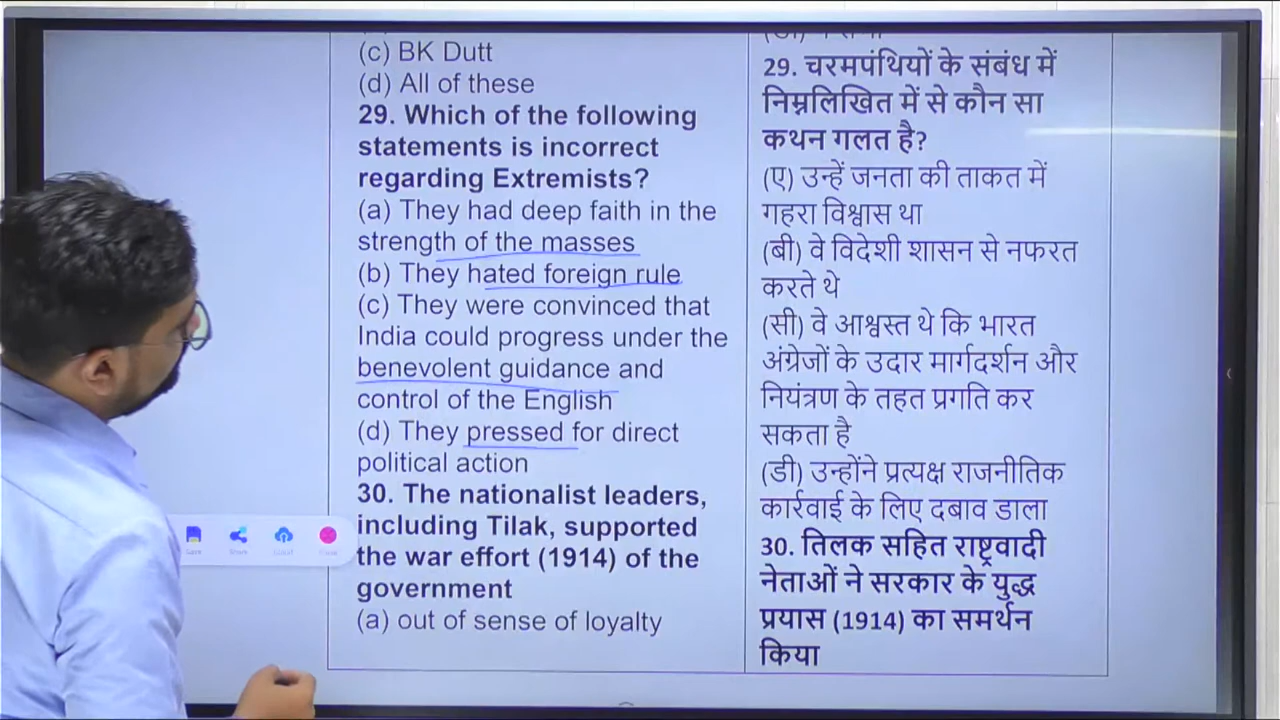 (c) BK Dutt
(d) All of these
29. Which of the following
statements is incorrect
regarding Extremists?
(a) They had deep faith in the
strength of the masses
(b) They hated foreign rule
(c) They were convinced that
India could progress under the
benevolent guidance and
control of the English
(d) They pressed for direct
political action
30. The nationalist leaders,
including Tilak, supported
the war effort (1914) of the
government
(a) out of sense of loyalty
29. चरमपंथियों के संबंध में
निम्नलिखित में से कौन सा
कथन गलत है?
(ए) उन्हें जनता की ताकत में
गहरा विश्वास था
(बी) वे विदेशी शासन से नफरत
करते थे
(सी) वे आश्वस्त थे कि भारत
अंग्रेजों के उदार मार्गदर्शन और
नियंत्रण के तहत प्रगति कर
सकता है
(डी) उन्होंने प्रत्यक्ष राजनीतिक
कार्रवाई के लिए दबाव डाला
30. तिलक सहित राष्ट्रवादी
नेताओं ने सरकार के युद्ध
प्रयास (1914) का समर्थन
किया
Save
Share